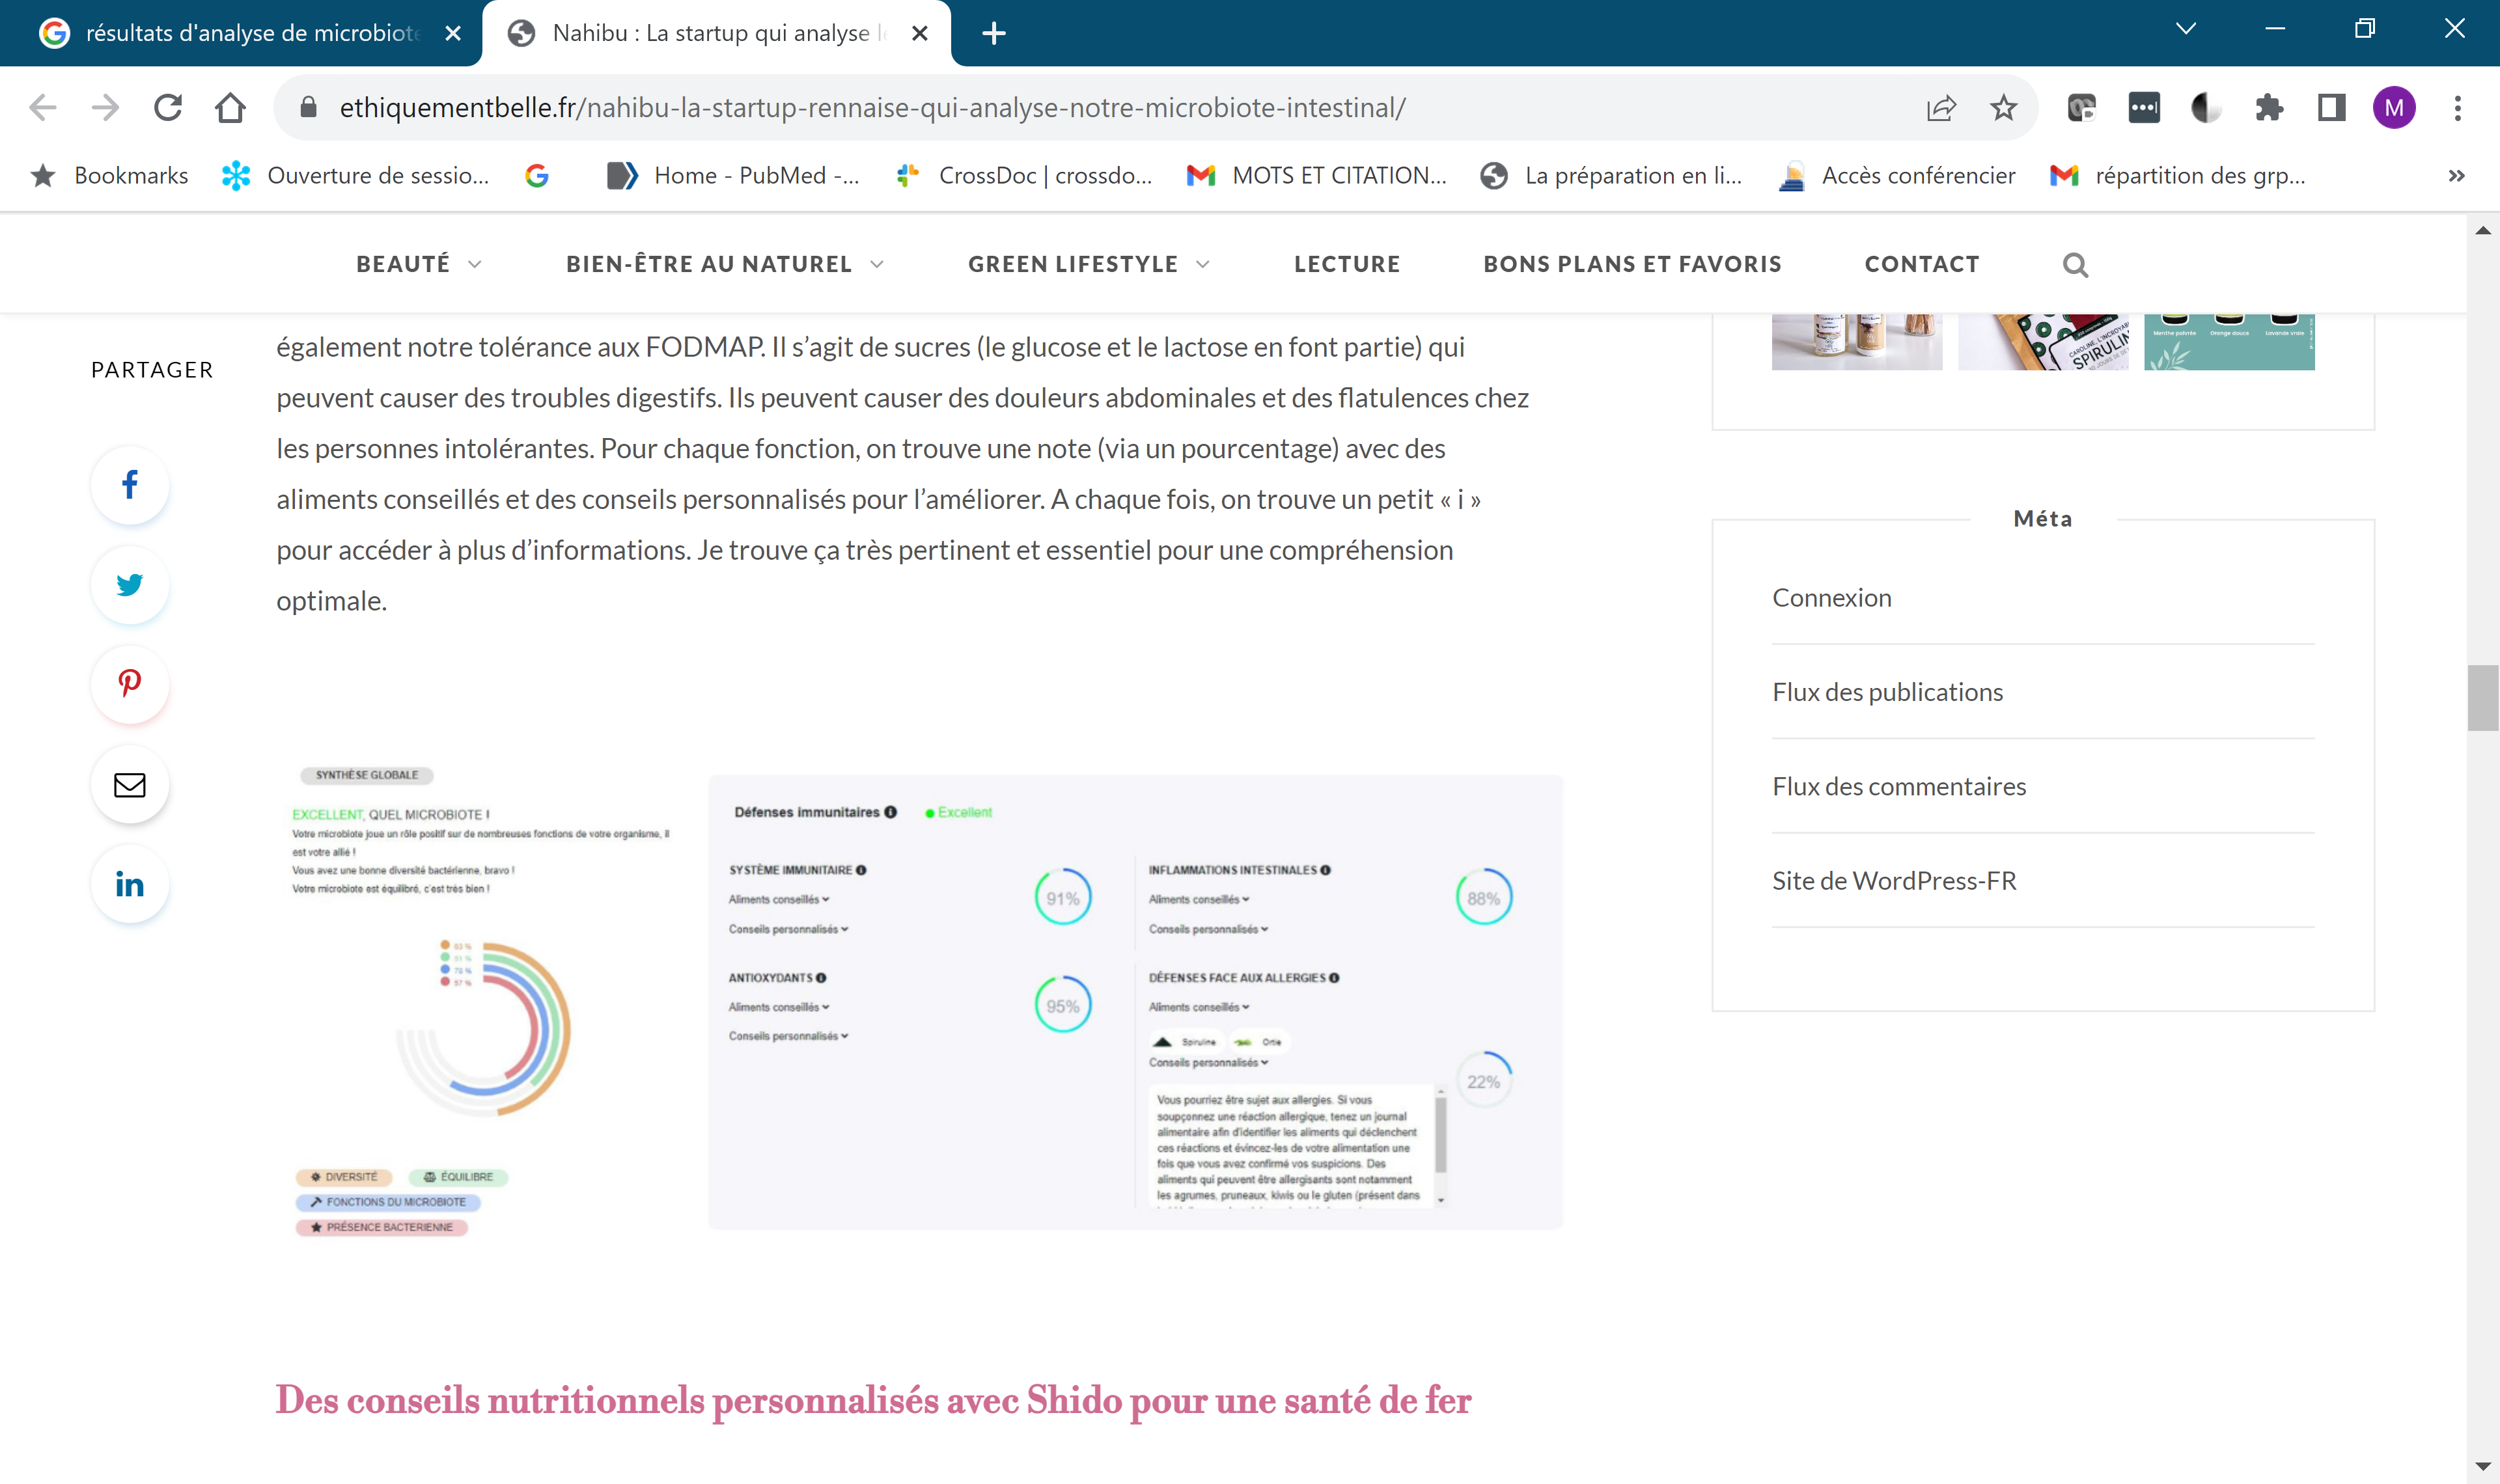 résultats d'analyse de microbiote
Nahibu : La startup qui analyse le
ethiquementbelle.fr/nahibu-la-startup-rennaise-qui-analyse-notre-microbiote-intestinal/
M
Bookmarks
Ouverture de sessio...
Home - PubMed -...
CrossDoc | crossdo...
MOTS ET CITATION...
La préparation en li...
Accès conférencier
répartition des grp...
»
BEAUTÉ
BIEN-ÊTRE AU NATUREL
GREEN LIFESTYLE
LECTURE
BONS PLANS ET FAVORIS
CONTACT
PARTAGER
également notre tolérance aux FODMAP. Il s'agit de sucres (le glucose et le lactose en font partie) qui
peuvent causer des troubles digestifs. Ils peuvent causer des douleurs abdominales et des flatulences chez
les personnes intolérantes. Pour chaque fonction, on trouve une note (via un pourcentage) avec des
aliments conseillés et des conseils personnalisés pour l'améliorer. A chaque fois, on trouve un petit « i »
pour accéder à plus d'informations. Je trouve ça très pertinent et essentiel pour une compréhension
optimale.
SYNTHÈSE GLOBALE
EXCELLENT, QUEL MICROBIOTE !
Votre microbiote joue un rôle positif sur de nombreuses fonctions de votre organisme, il
est votre allié !
Vous avez une bonne diversité bactérienne, bravo !
Votre microbiote est équilibré, c'est très bien !
DIVERSITÉ
ÉQUILIBRE
FONCTIONS DU MICROBIOTE
PRÉSENCE BACTERIENNE
Défenses immunitaires
Excellent
SYSTÈME IMMUNITAIRE
Aliments conseillés
Conseils personnalisés
91%
INFLAMMATIONS INTESTINALES
Aliments conseillés
Conseils personnalisés
88%
ANTIOXYDANTS
Aliments conseillés
Conseils personnalisés
95%
DÉFENSES FACE AUX ALLERGIES
Aliments conseillés
Spiruline
Ortie
Conseils personnalisés
22%
Vous pourriez être sujet aux allergies. Si vous
soupçonnez une réaction allergique, tenez un journal
alimentaire afin d'identifier les aliments qui déclenchent
ces réactions et évincez-les de votre alimentation une
fois que vous avez confirmé vos suspicions. Des
aliments qui peuvent être allergisants sont notamment
les agrumes, pruneaux, kiwis ou le gluten (présent dans
Des conseils nutritionnels personnalisés avec Shido pour une santé de fer
Menthe poivrée
Orange douce
Lavande vraie
Méta
Connexion
Flux des publications
Flux des commentaires
Site de WordPress-FR